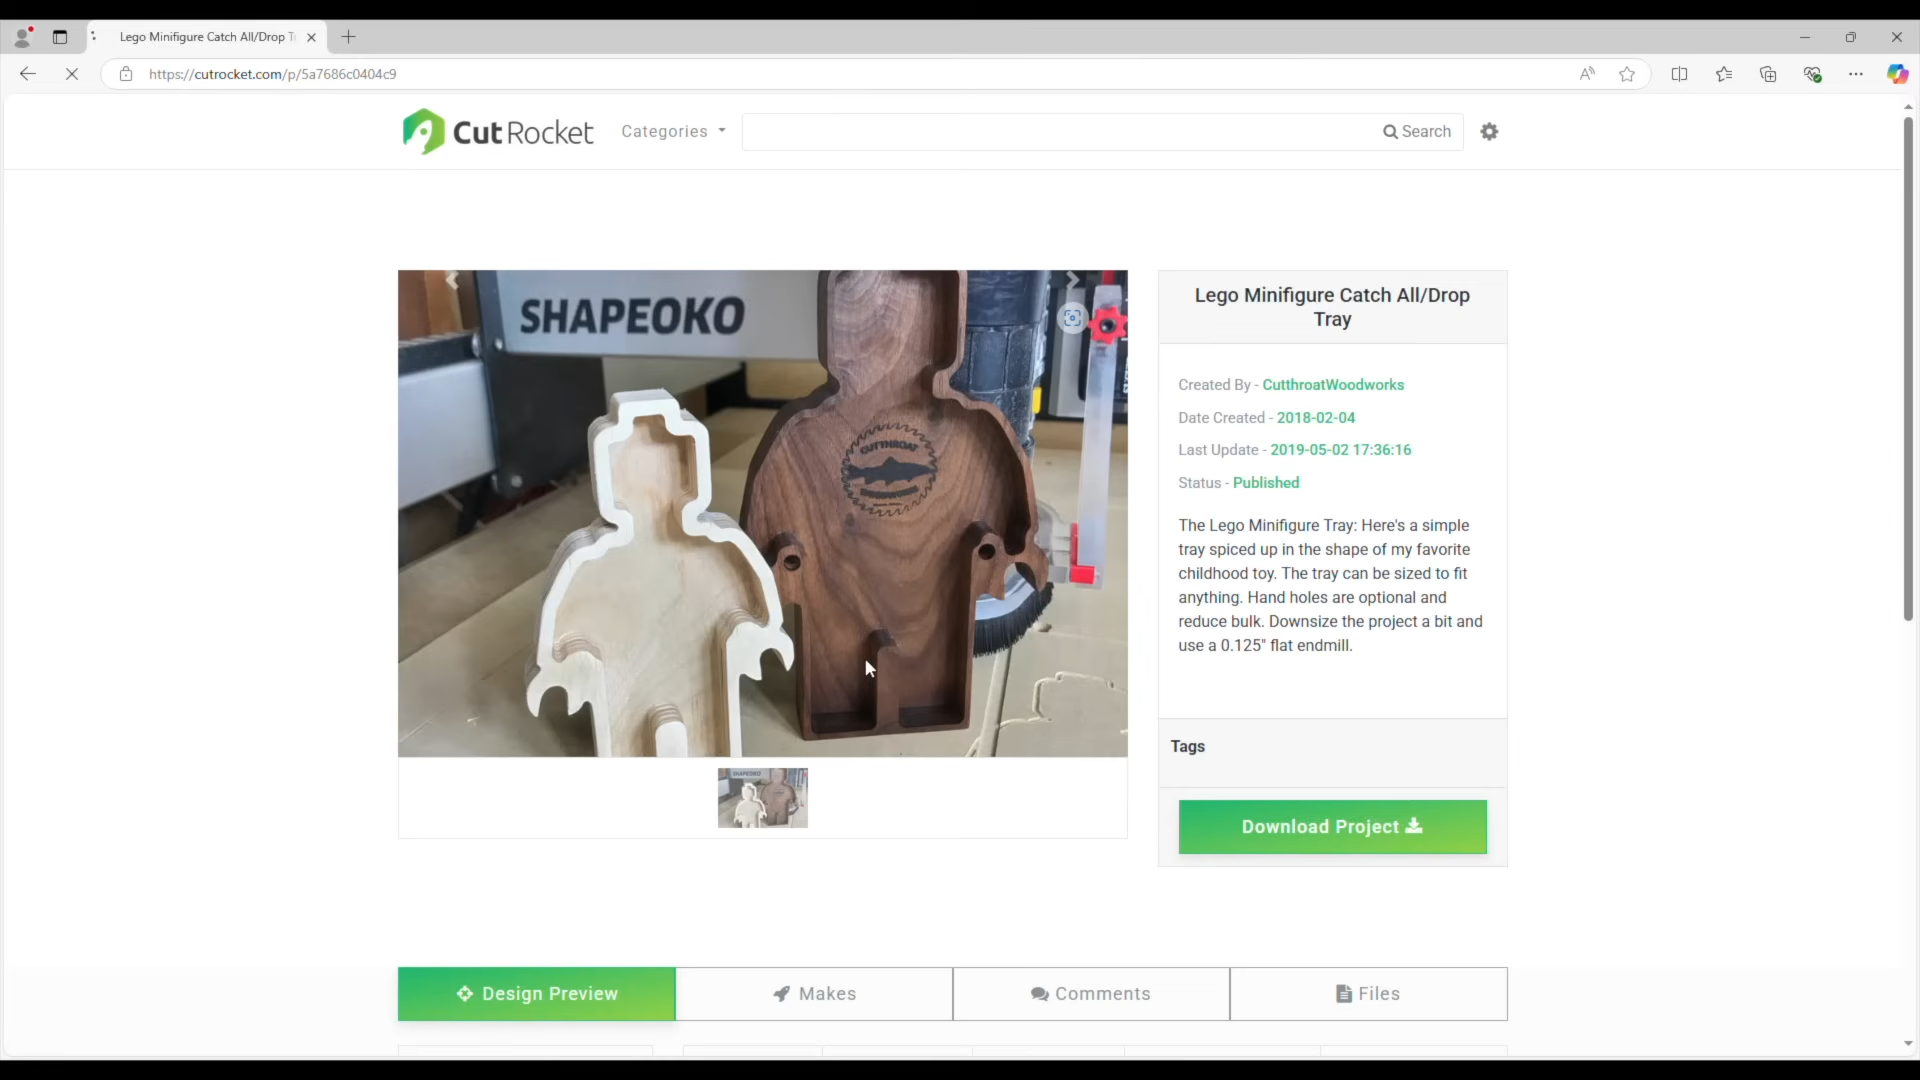 Lego Minifigure Catch All/Drop T
https://cutrocket.com/p/5a7686c0404c9
CutRocket
Categories
Search
SHAPEOKO
CUTTHROAT
Lego Minifigure Catch All/Drop
Tray
Created By - CutthroatWoodworks
Date Created - 2018-02-04
Last Update - 2019-05-02 17:36:16
Status - Published
The Lego Minifigure Tray: Here's a simple
tray spiced up in the shape of my favorite
childhood toy. The tray can be sized to fit
anything. Hand holes are optional and
reduce bulk. Downsize the project a bit and
use a 0.125" flat endmill.
SHAPEOKO
Tags
Download Project
Design Preview
Makes
Comments
Files